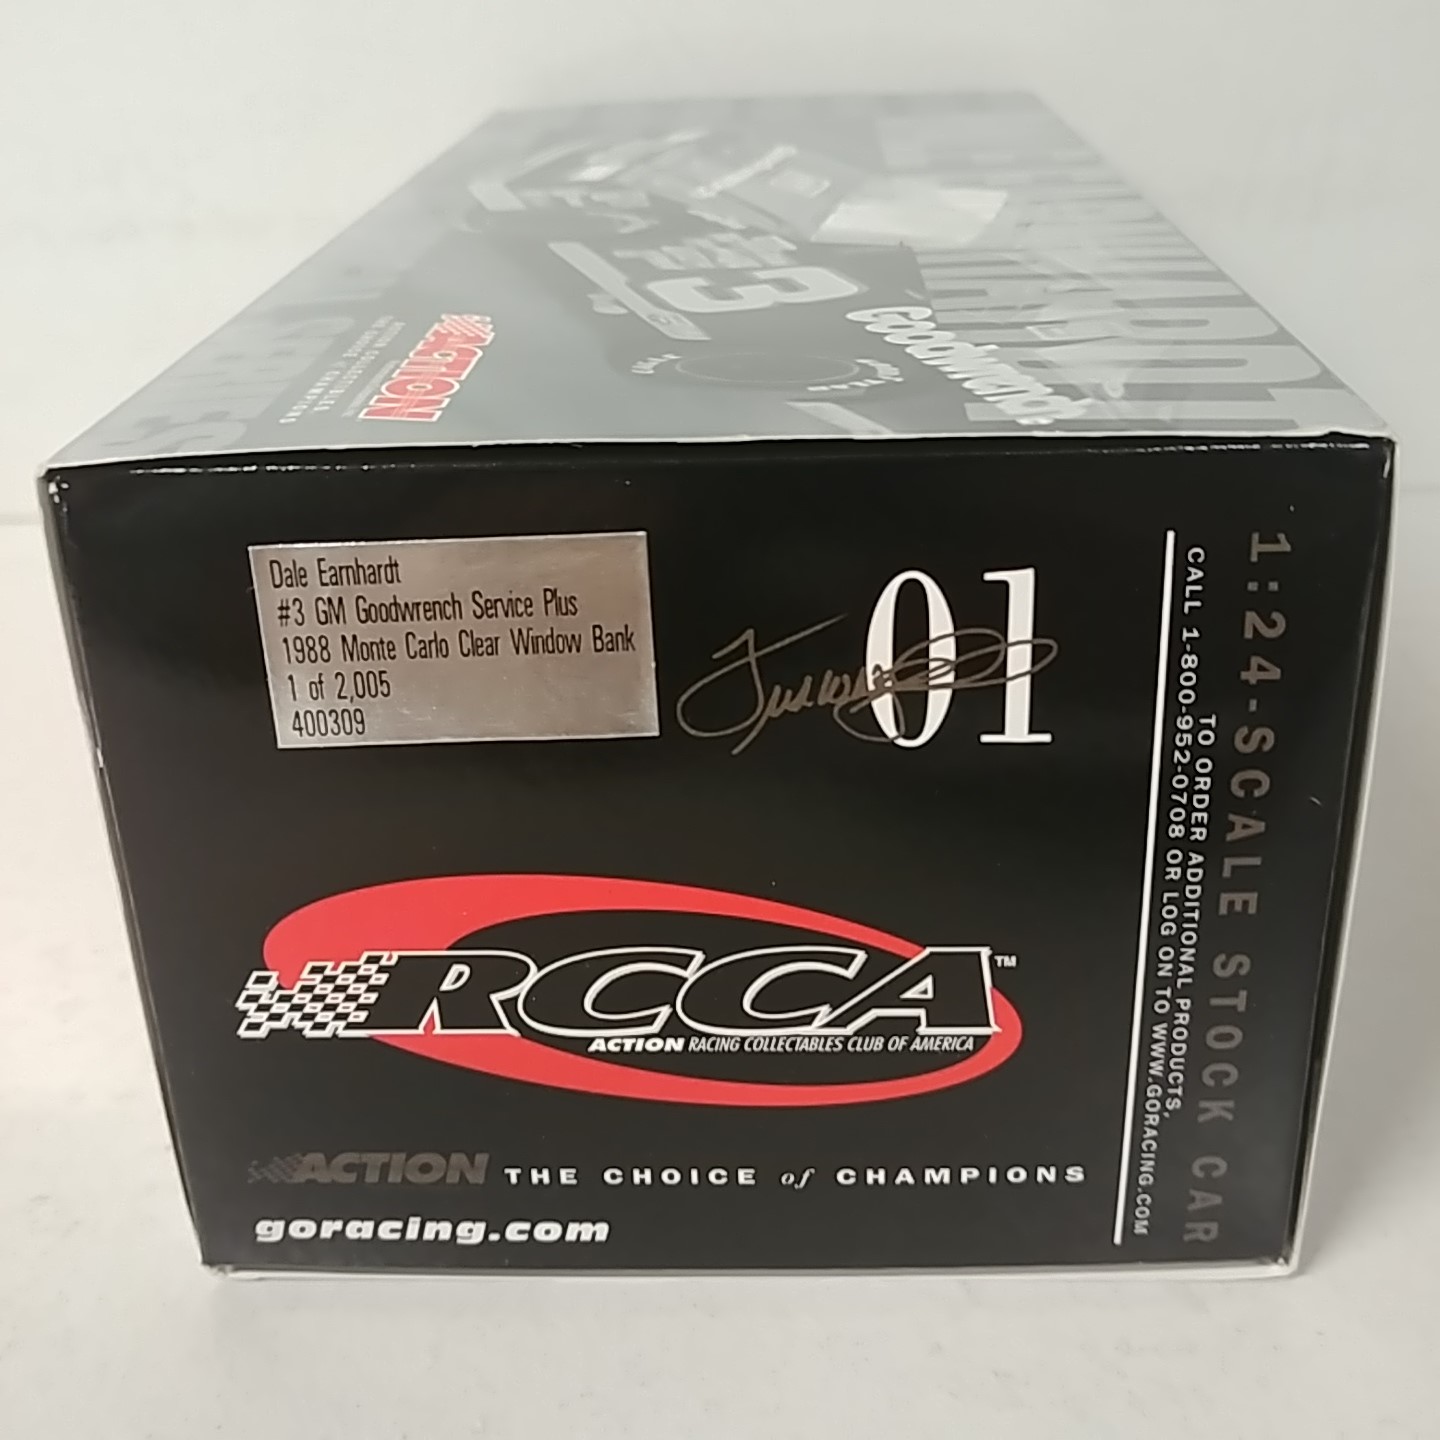 3
Goodwrench
ACTION
Dale Earnhardt
#3 GM Goodwrench Service Plus
1988 Monte Carlo Clear Window Bank
1 of 2,005
400309
01
1:24-SCALE STOCK CAR
TO ORDER ADDITIONAL PRODUCTS,
CALL 1-800-952-0708 OR LOG ON TO WWW.GORACING.COM
RCCA™
ACTION RACING COLLECTABLES CLUB OF AMERICA
ACTION THE CHOICE of CHAMPIONS
goracing.com